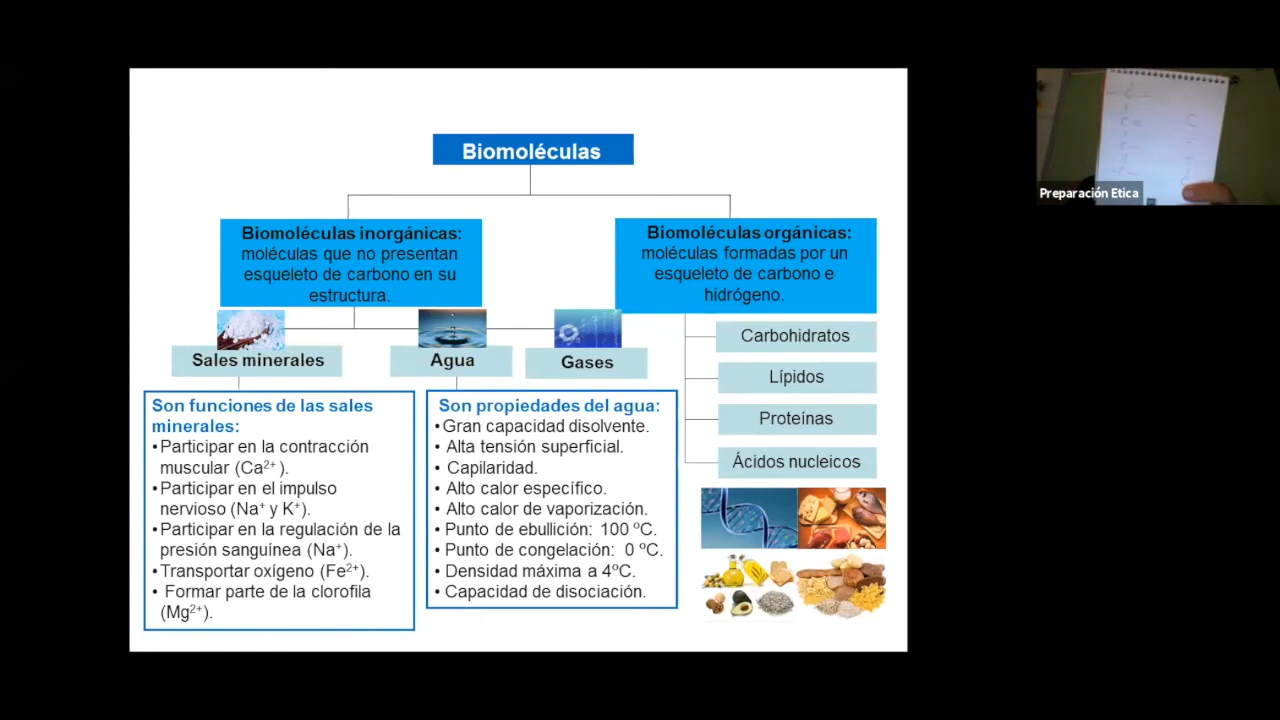 Biomoléculas
Biomoléculas inorgánicas:
moléculas que no presentan
esqueleto de carbono en su
estructura.
Biomoléculas orgánicas:
moléculas formadas por un
esqueleto de carbono e
hidrógeno.
Sales minerales
Agua
Gases
Carbohidratos
Lípidos
Proteínas
Ácidos nucleicos
Son funciones de las sales
minerales:
• Participar en la contracción
muscular (Ca²⁺ ).
• Participar en el impulso
nervioso (Na⁺ y K⁺).
• Participar en la regulación de la
presión sanguínea (Na⁺).
• Transportar oxígeno (Fe²⁺).
• Formar parte de la clorofila
(Mg²⁺).
Son propiedades del agua:
• Gran capacidad disolvente.
• Alta tensión superficial.
• Capilaridad.
• Alto calor específico.
• Alto calor de vaporización.
• Punto de ebullición: 100 ºC.
• Punto de congelación: 0 ºC.
• Densidad máxima a 4ºC.
• Capacidad de disociación.
Preparación Etica